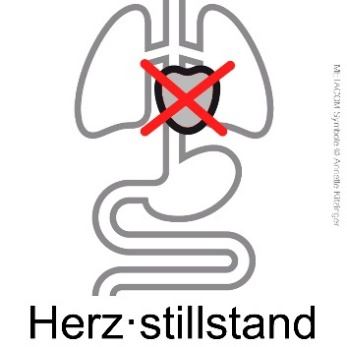 METACOM Symbole © Annette Kitzinger
Herz·stillstand